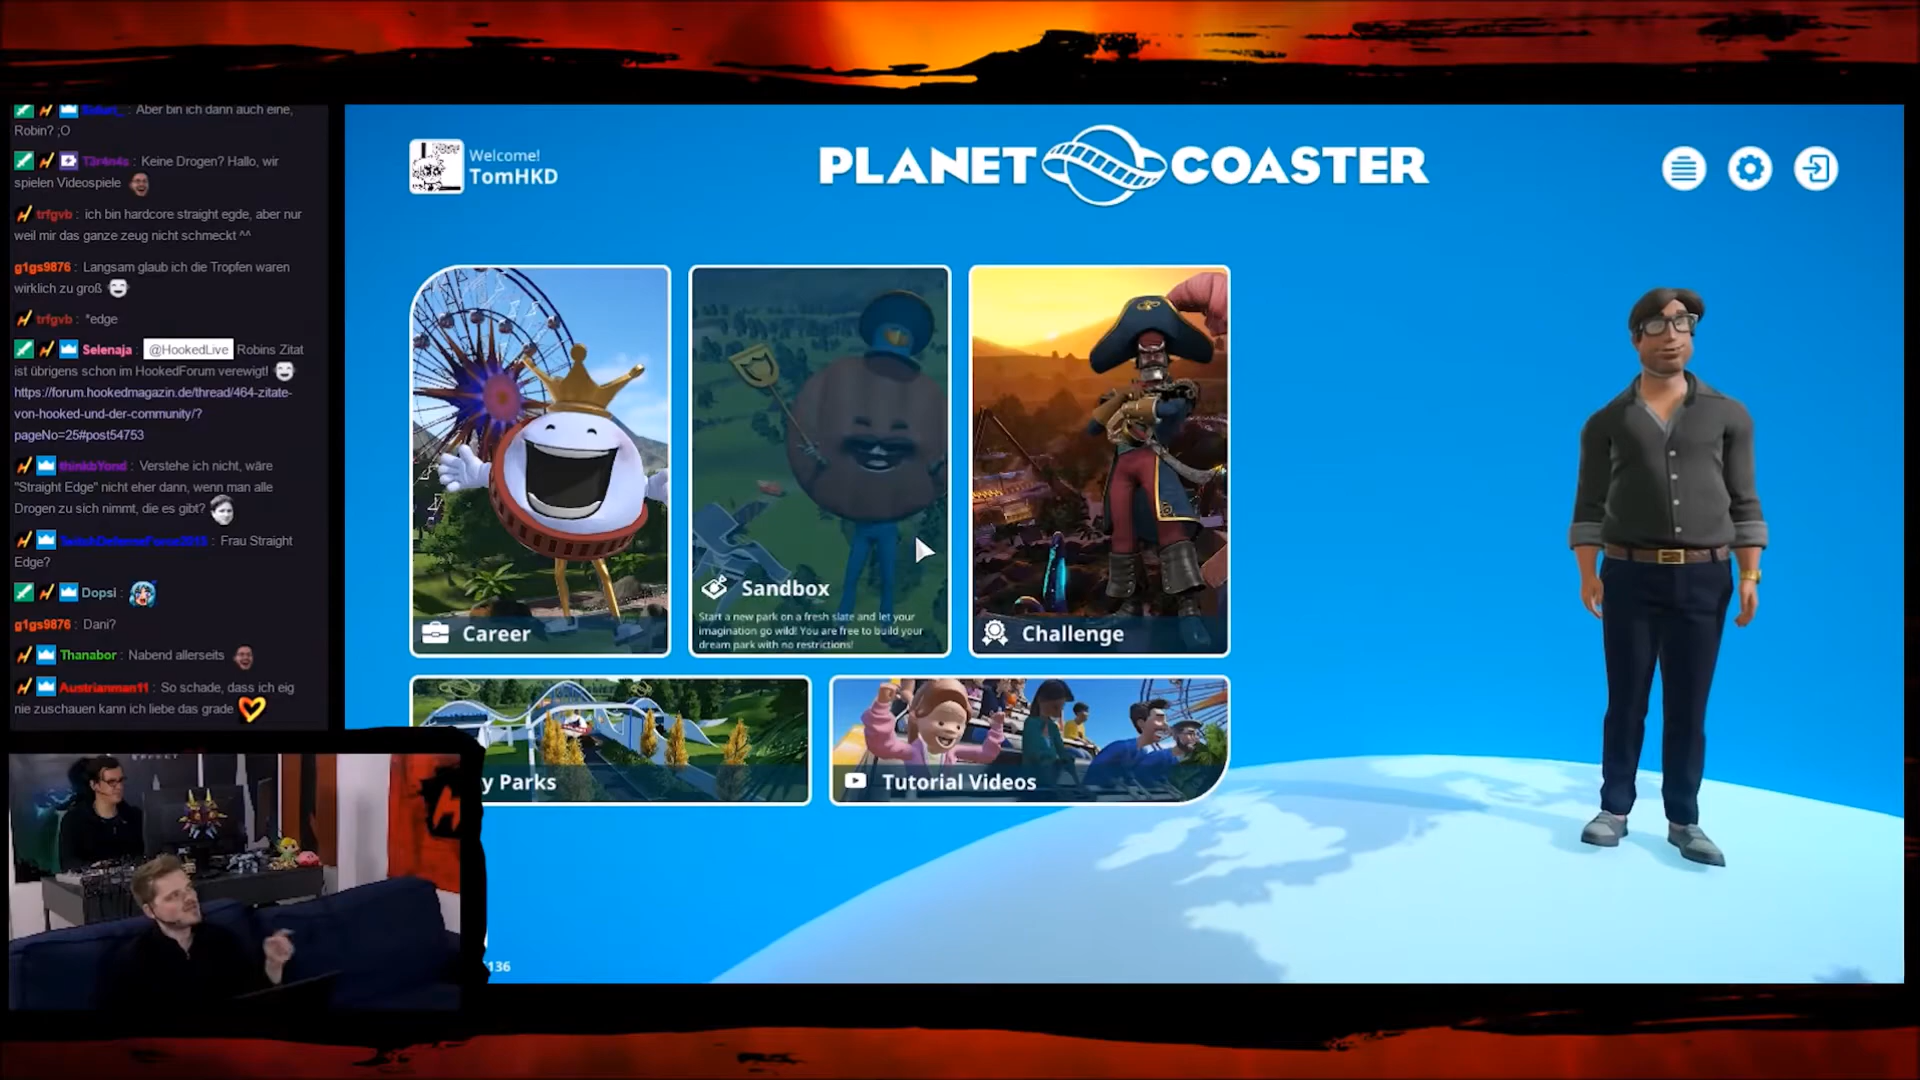 Aber bin ich dann auch eine,
Robin? ;O
T3r4n4s : Keine Drogen? Hallo, wir
spielen Videospiele
trfgvb : ich bin hardcore straight egde, aber nur
weil mir das ganze zeug nicht schmeckt ^^
g1gs9876 : Langsam glaub ich die Tropfen waren
wirklich zu groß
trfgvb : *edge
Selenaja : @HookedLive Robins Zitat
ist übrigens schon im HookedForum verewigt!
https://forum.hookedmagazin.de/thread/464-zitate-
von-hooked-und-der-community/?
pageNo=25#post54753
thinkbYond : Verstehe ich nicht, wäre
"Straight Edge" nicht eher dann, wenn man alle
Drogen zu sich nimmt, die es gibt?
: Frau Straight
Edge?
Dopsi :
g1gs9876 : Dani?
Thanabor : Nabend allerseits
Austrianman11 : So schade, dass ich eig
nie zuschauen kann ich liebe das grade
Welcome!
TomHKD
PLANET COASTER
Career
Sandbox
Start a new park on a fresh slate and let your
imagination go wild! You are free to build your
dream park with no restrictions!
Challenge
y Parks
Tutorial Videos
136